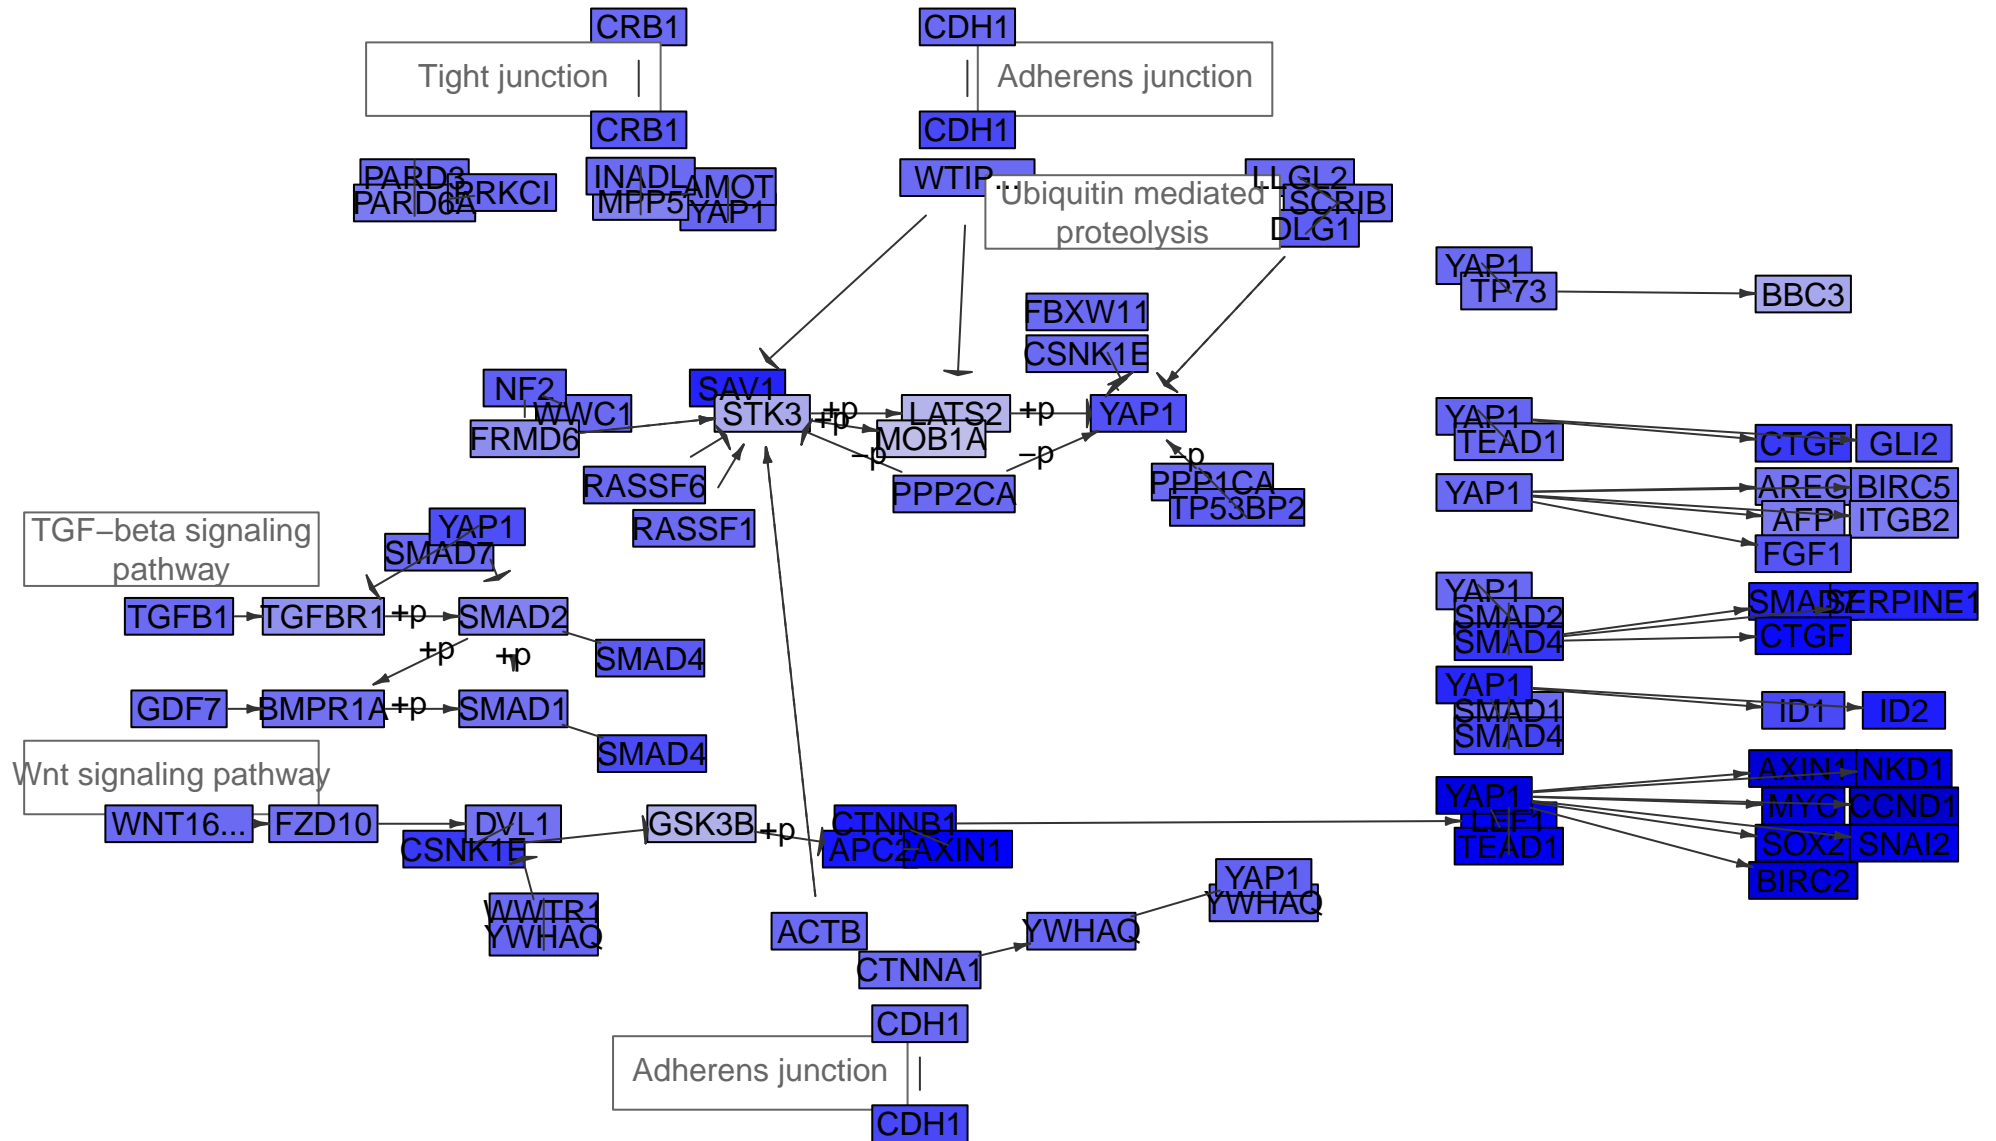 CRB1
CDH1
Tight junction
Adherens junction
CRB1
CDH1
PARD3
PRKCI
PARD6A
INADL
AMOT
MPP5
YAP1
WTIP...
LLGL2
Ubiquitin mediated
proteolysis
SCRIB
DLG1
YAP1
TP73
BBC3
FBXW11
CSNK1E
NF2
WWC1
FRMD6
SAV1
STK3
+p
+p
LATS2
MOB1A
+p
YAP1
−p
−p
−p
RASSF6
RASSF1
PPP2CA
PPP1CA
TP53BP2
YAP1
TEAD1
CTGF
GLI2
YAP1
AREG
BIRC5
AFP
ITGB2
FGF1
TGF−beta signaling
pathway
YAP1
SMAD7
TGFB1
TGFBR1
+p
SMAD2
+p
+p
SMAD4
GDF7
BMPR1A
+p
SMAD1
SMAD4
YAP1
SMAD2
SMAD4
SMAD7
SERPINE1
CTGF
YAP1
SMAD1
SMAD4
ID1
ID2
Wnt signaling pathway
WNT16...
FZD10
DVL1
CSNK1E
GSK3B
+p
CTNNB1
APC2
AXIN1
YAP1
LEF1
TEAD1
AXIN1
NKD1
MYC
CCND1
SOX2
SNAI2
BIRC2
WWTR1
YWHAQ
ACTB
CTNNA1
YWHAQ
YAP1
YWHAQ
CDH1
Adherens junction
CDH1